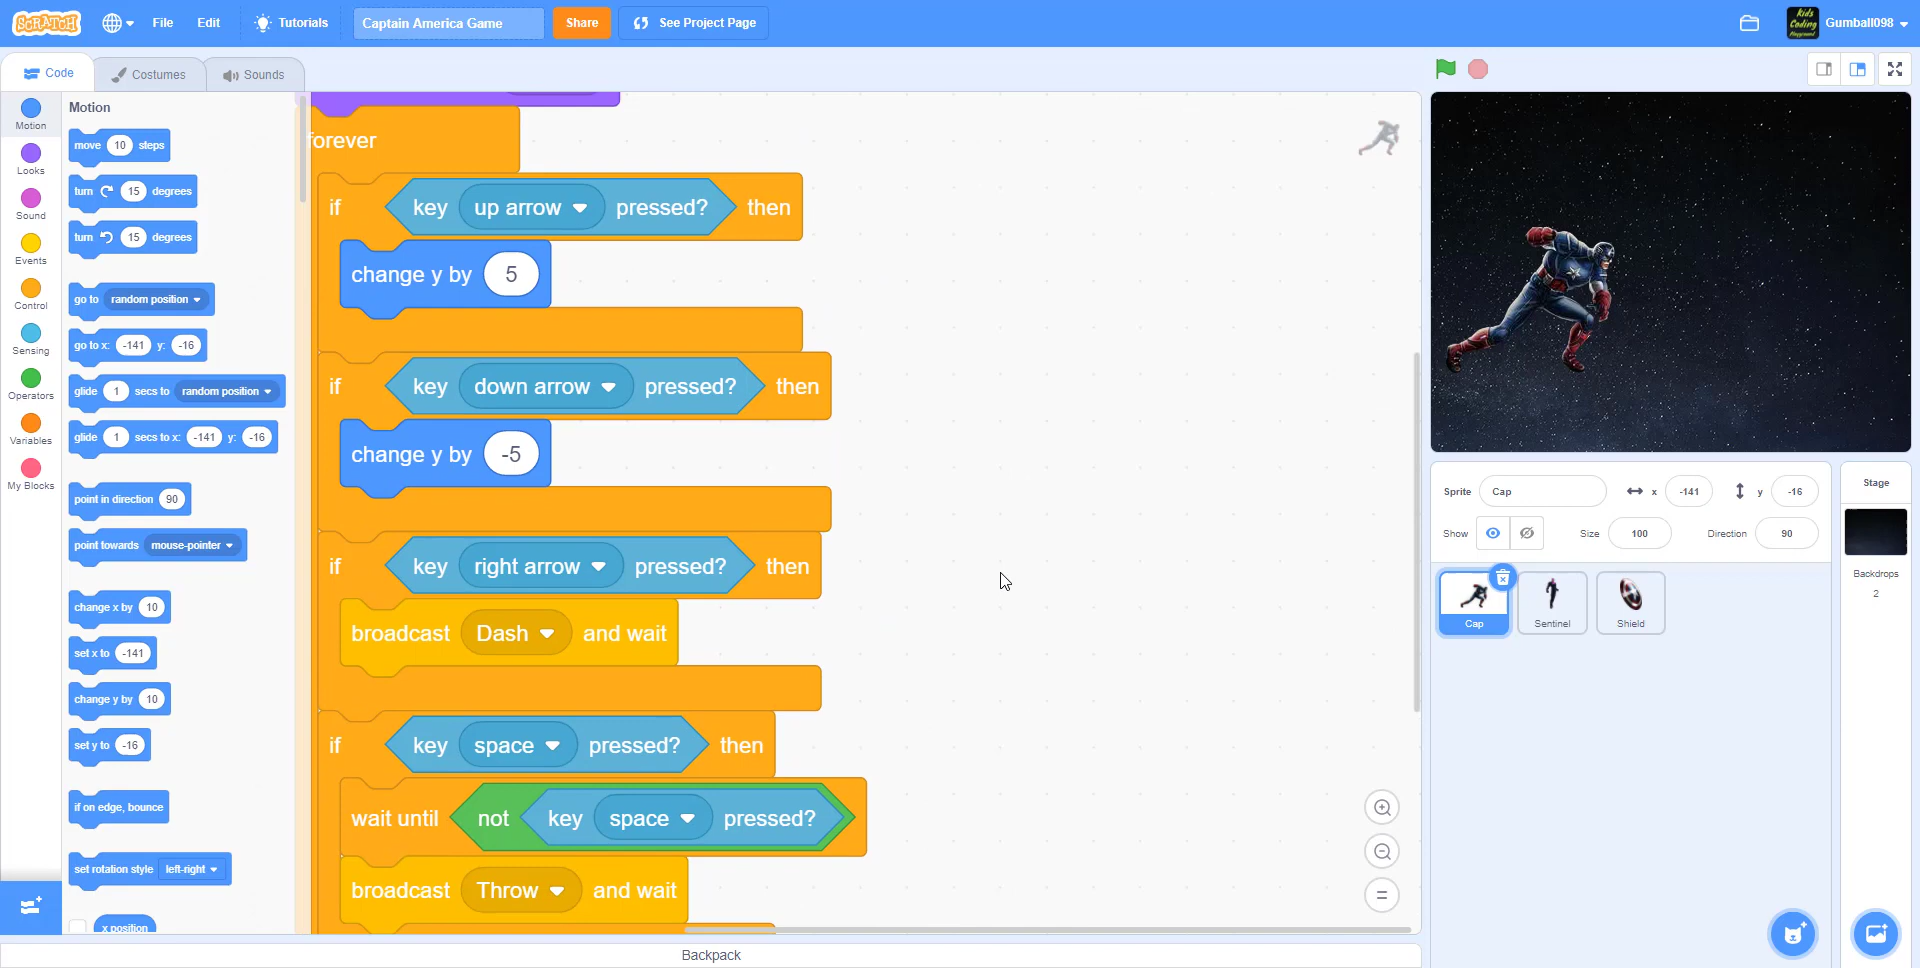 SCRATCH File Edit Tutorials Captain America Game Share See Project Page Gumball098
Kids
Coding
Playground
Code Costumes Sounds
Motion
Looks
Sound
Events
Control
Sensing
Operators
Variables
My Blocks
Motion
move 10 steps
turn 15 degrees
turn 15 degrees
go to random position
go to x: -141 y: -16
glide 1 secs to random position
glide 1 secs to x: -141 y: -16
point in direction 90
point towards mouse-pointer
change x by 10
set x to -141
change y by 10
set y to -16
if on edge, bounce
set rotation style left-right
x position
forever
if key up arrow pressed? then
change y by 5
if key down arrow pressed? then
change y by -5
if key right arrow pressed? then
broadcast Dash and wait
if key space pressed? then
wait until not key space pressed?
broadcast Throw and wait
Sprite Cap x -141 y -16
Show Size 100 Direction 90
Cap Sentinel Shield
Stage
Backdrops
2
Backpack